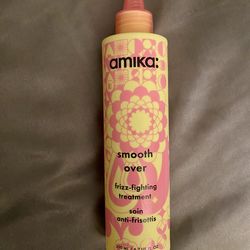 amika:
smooth
over
frizz-fighting
treatment
soin
anti-frisottis